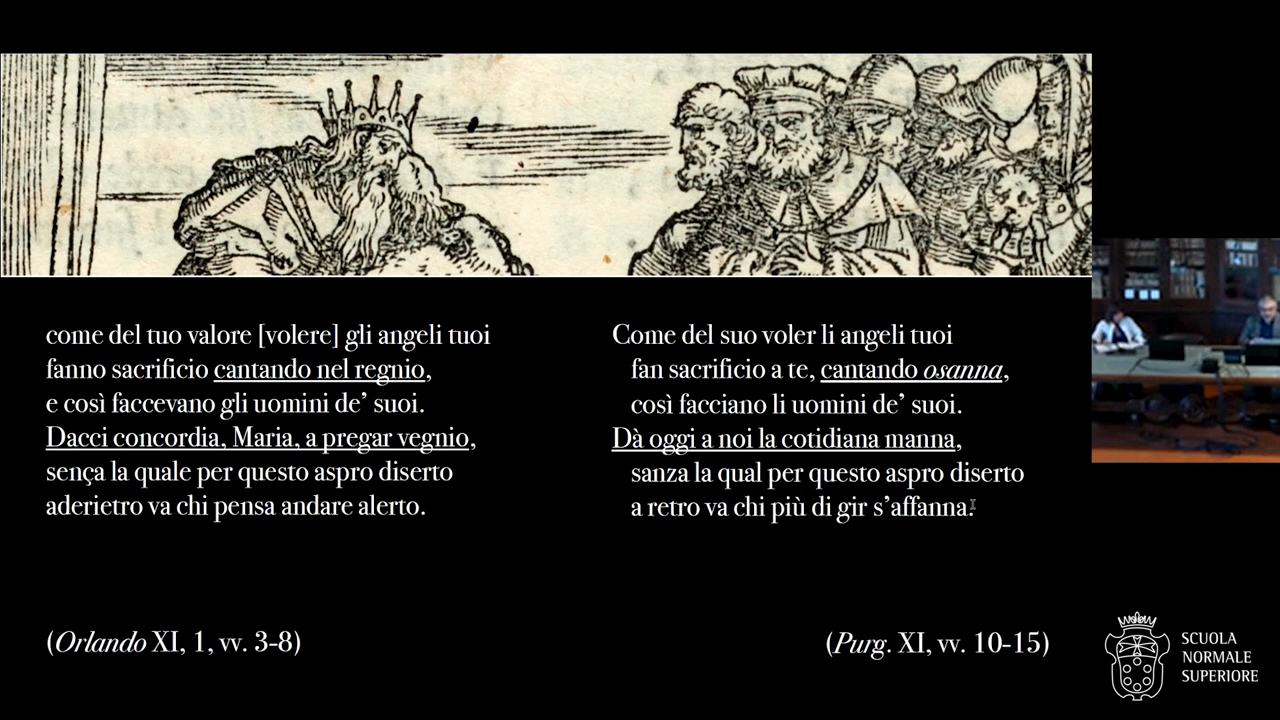 come del tuo valore [volere] gli angeli tuoi
fanno sacrificio cantando nel regnio,
e così faccevano gli uomini de’ suoi.
Dacci concordia, Maria, a pregar vegnio,
sença la quale per questo aspro diserto
aderietro va chi pensa andare alerto.
(Orlando XI, 1, vv. 3-8)
Come del suo voler li angeli tuoi
fan sacrificio a te, cantando osanna,
così facciano li uomini de’ suoi.
Dà oggi a noi la cotidiana manna,
sanza la qual per questo aspro diserto
a retro va chi più di gir s’affanna.
(Purg. XI, vv. 10-15)
SCUOLA
NORMALE
SUPERIORE